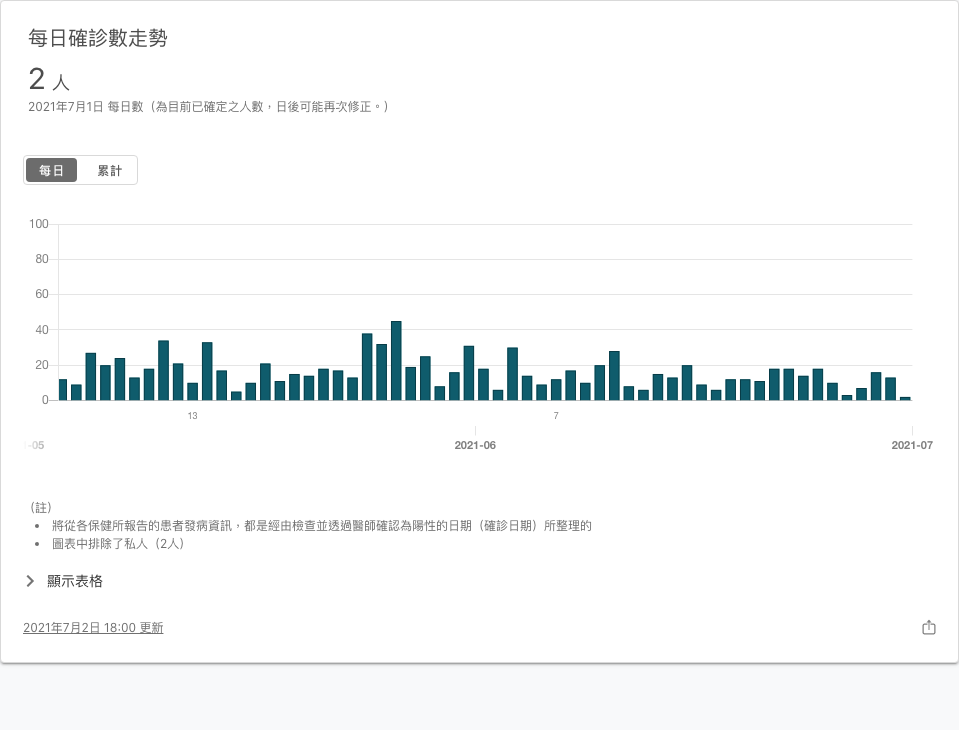 每日確診數走勢
2 人
2021年7月1日 每日數（為目前已確定之人數，日後可能再次修正。）
每日 累計
100
80
60
40
20
0
13 7
-05 2021-06 2021-07
（註）
• 將從各保健所報告的患者發病資訊，都是經由檢查並透過醫師確認為陽性的日期（確診日期）所整理的
• 圖表中排除了私人（2人）
顯示表格
2021年7月2日 18:00 更新